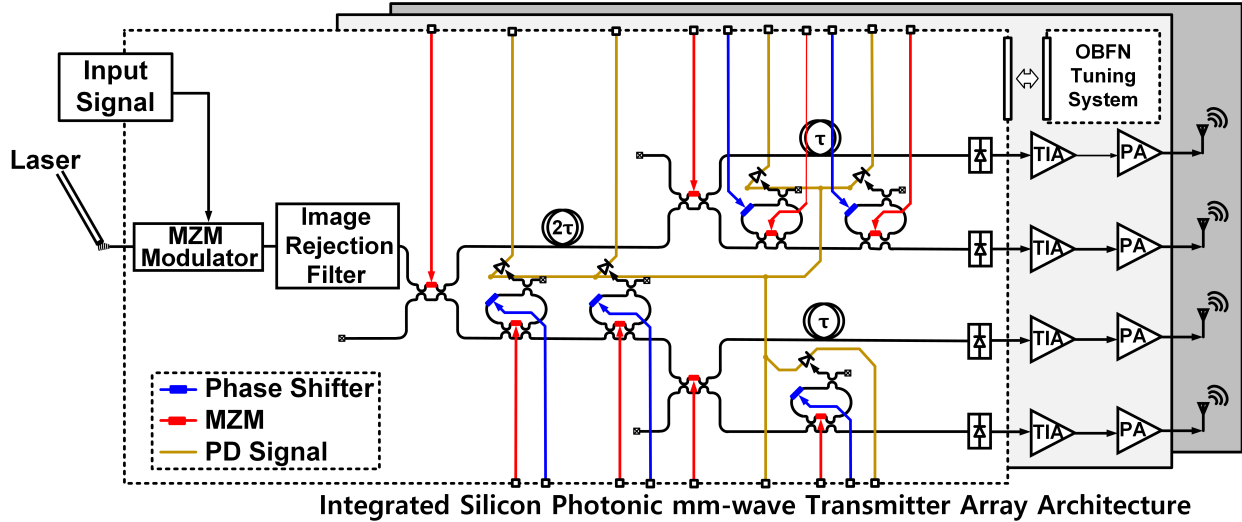 Input
Signal
Laser
MZM
Modulator
Image
Rejection
Filter
2τ
τ
τ
OBFN
Tuning
System
TIA
PA
TIA
PA
TIA
PA
TIA
PA
Phase Shifter
MZM
PD Signal
Integrated Silicon Photonic mm-wave Transmitter Array Architecture